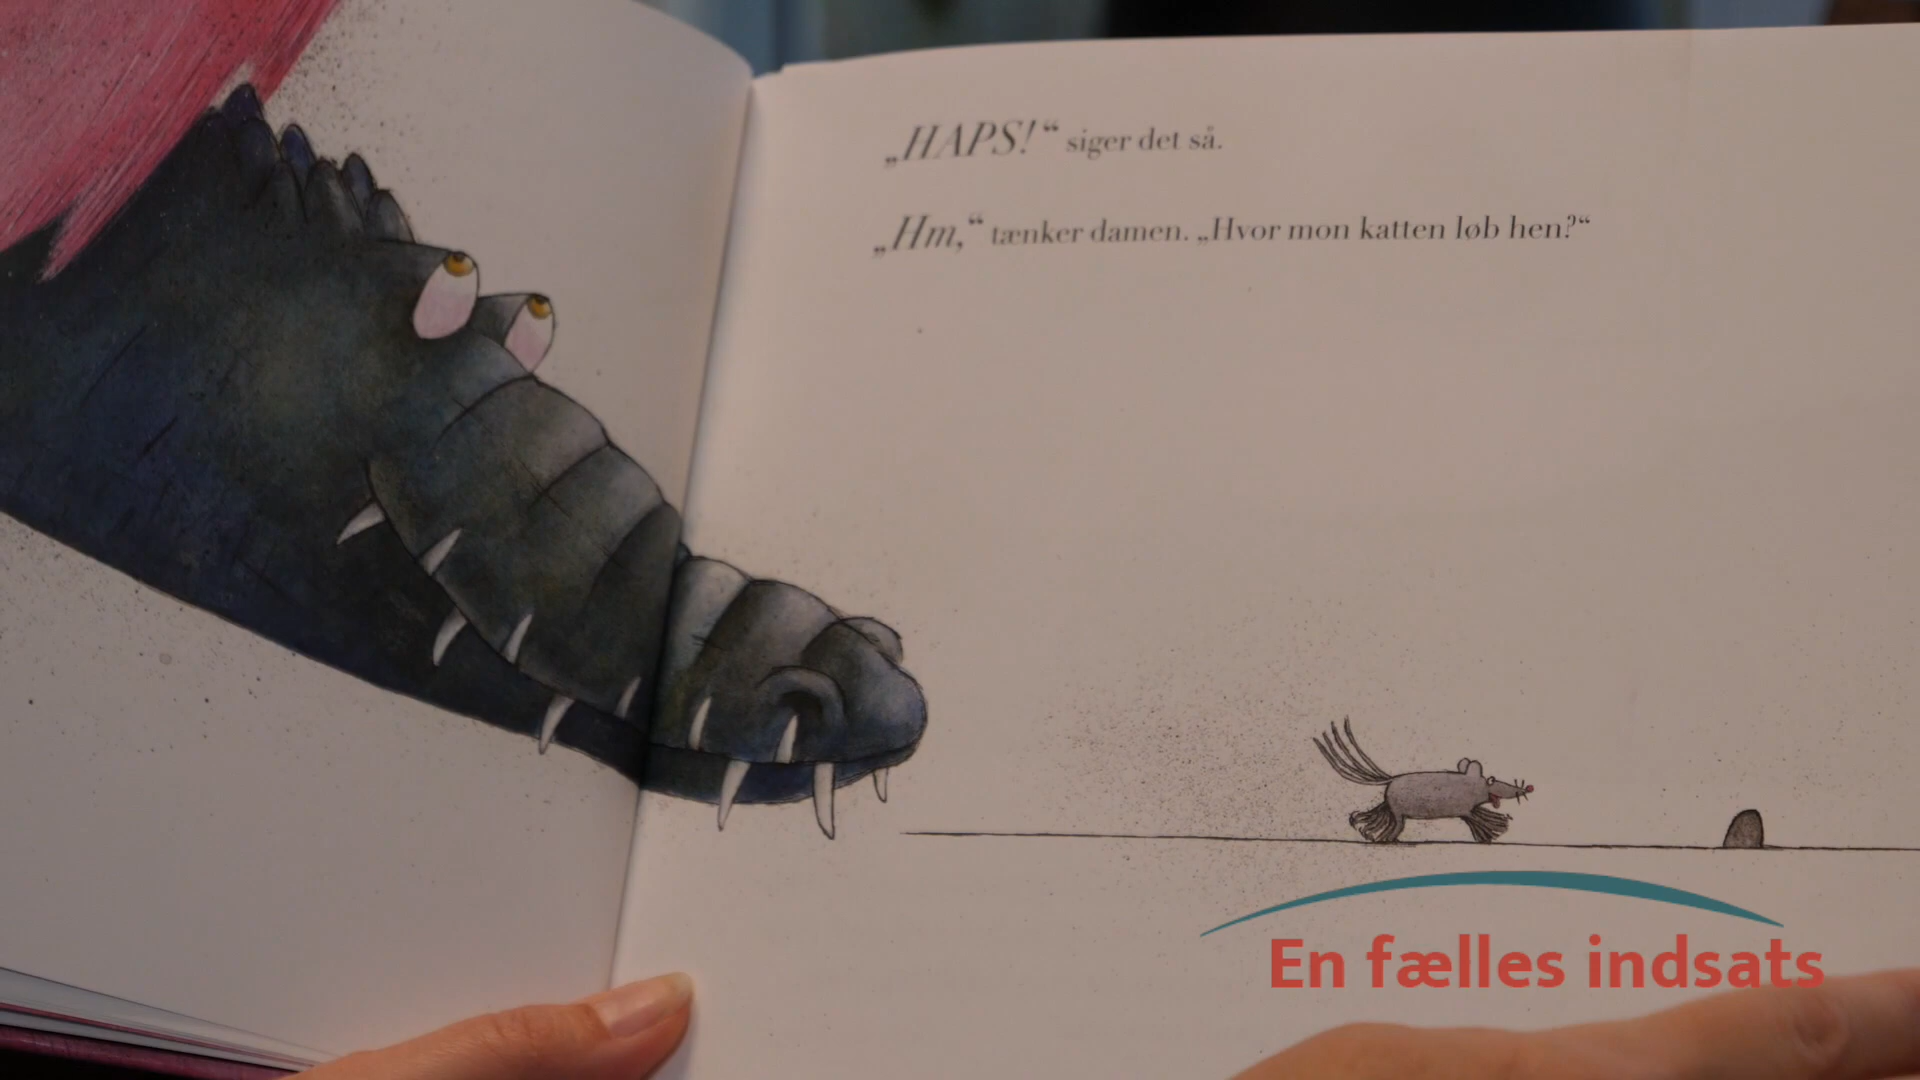 „HAPS!“ siger det så.
„Hm,“ tænker damen. „Hvor mon katten løb hen?“
En fælles indsats